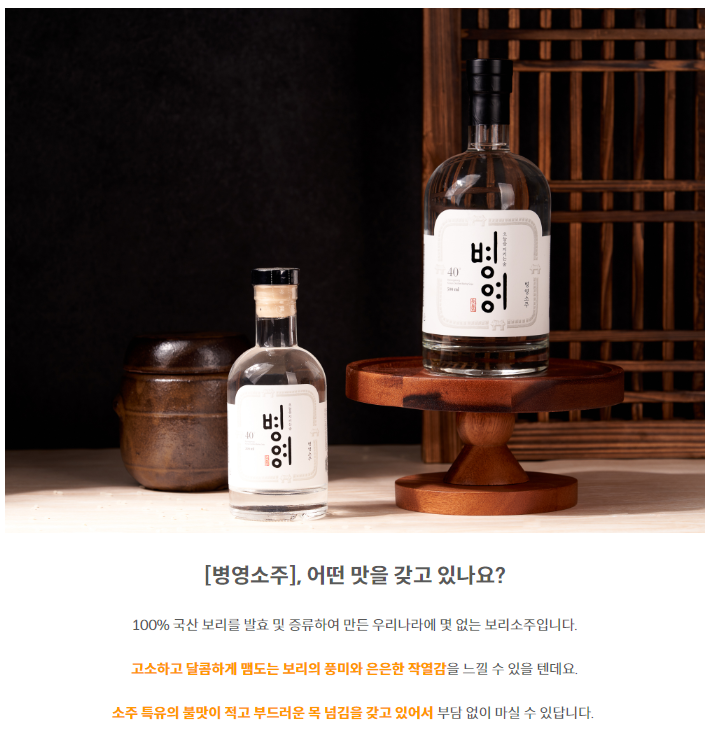 병영
40
500 ml
병영소주
병영
40
병영소주
[병영소주], 어떤 맛을 갖고 있나요?
100% 국산 보리를 발효 및 증류하여 만든 우리나라에 몇 없는 보리소주입니다.
고소하고 달콤하게 맴도는 보리의 풍미와 은은한 작열감을 느낄 수 있을 텐데요.
소주 특유의 불맛이 적고 부드러운 목 넘김을 갖고 있어서 부담 없이 마실 수 있답니다.